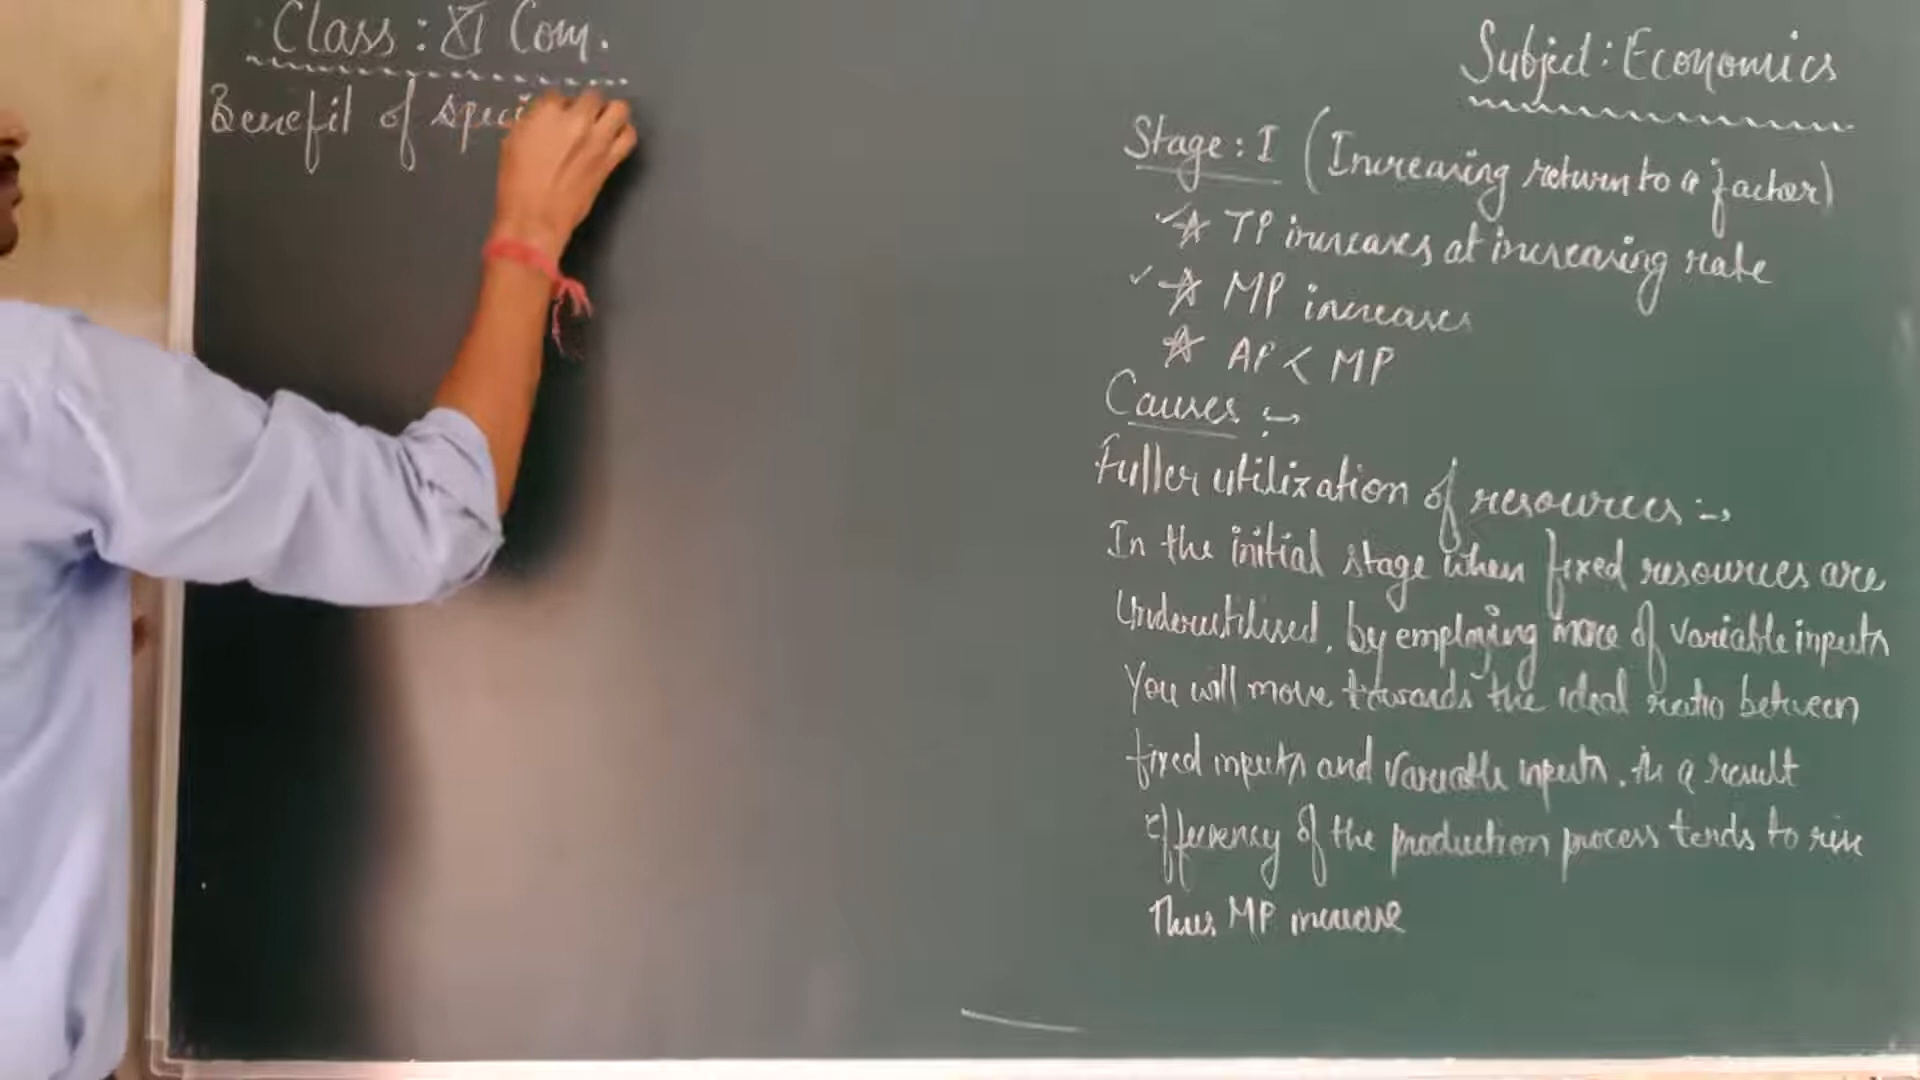 Class : XI Com.
Benefit of speci
Subject : Economics
Stage : I (Increasing return to a factor)
TP increases at increasing rate
MP increases
AP < MP
Causes :→
Fuller utilization of resources :→
In the initial stage when fixed resources are
Underutilised, by employing more of variable inputs
You will move towards the ideal ratio between
fixed inputs and variable inputs. As a result
Efficiency of the production process tends to rise
Thus MP increase